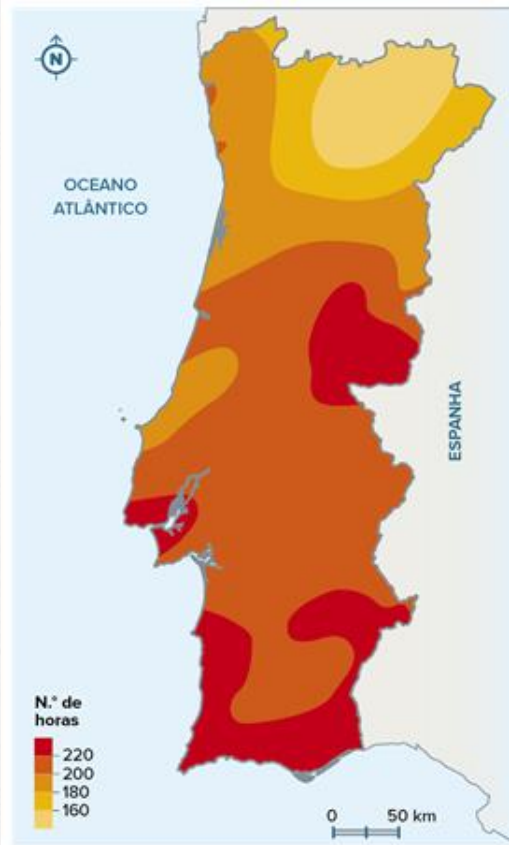 N
OCEANO
ATLÂNTICO
ESPANHA
N.° de
horas
220
200
180
160
0 50 km